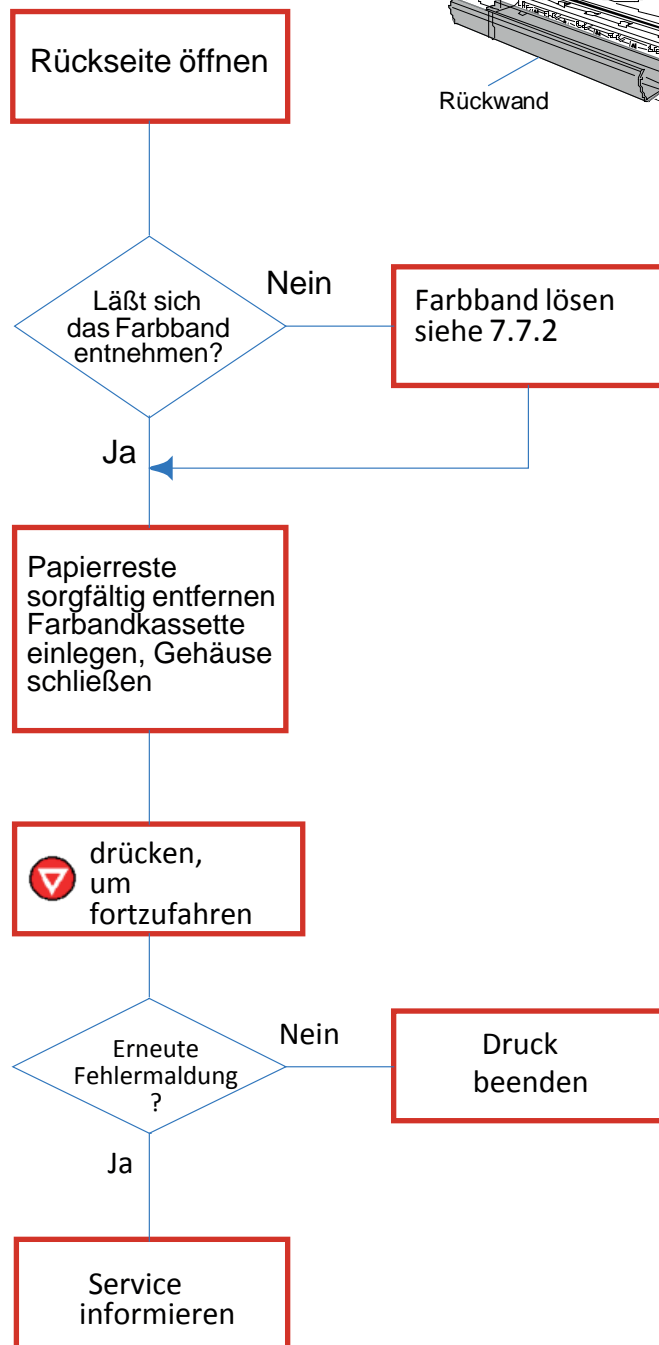 Rückseite öffnen
Rückwand
Läßt sich
das Farbband
entnehmen?
Nein
Farbband lösen
siehe 7.7.2
Ja
Papierreste
sorgfältig entfernen
Farbandkassette
einlegen, Gehäuse
schließen
drücken,
um
fortzufahren
Erneute
Fehlermaldung
?
Nein
Druck
beenden
Ja
Service
informieren